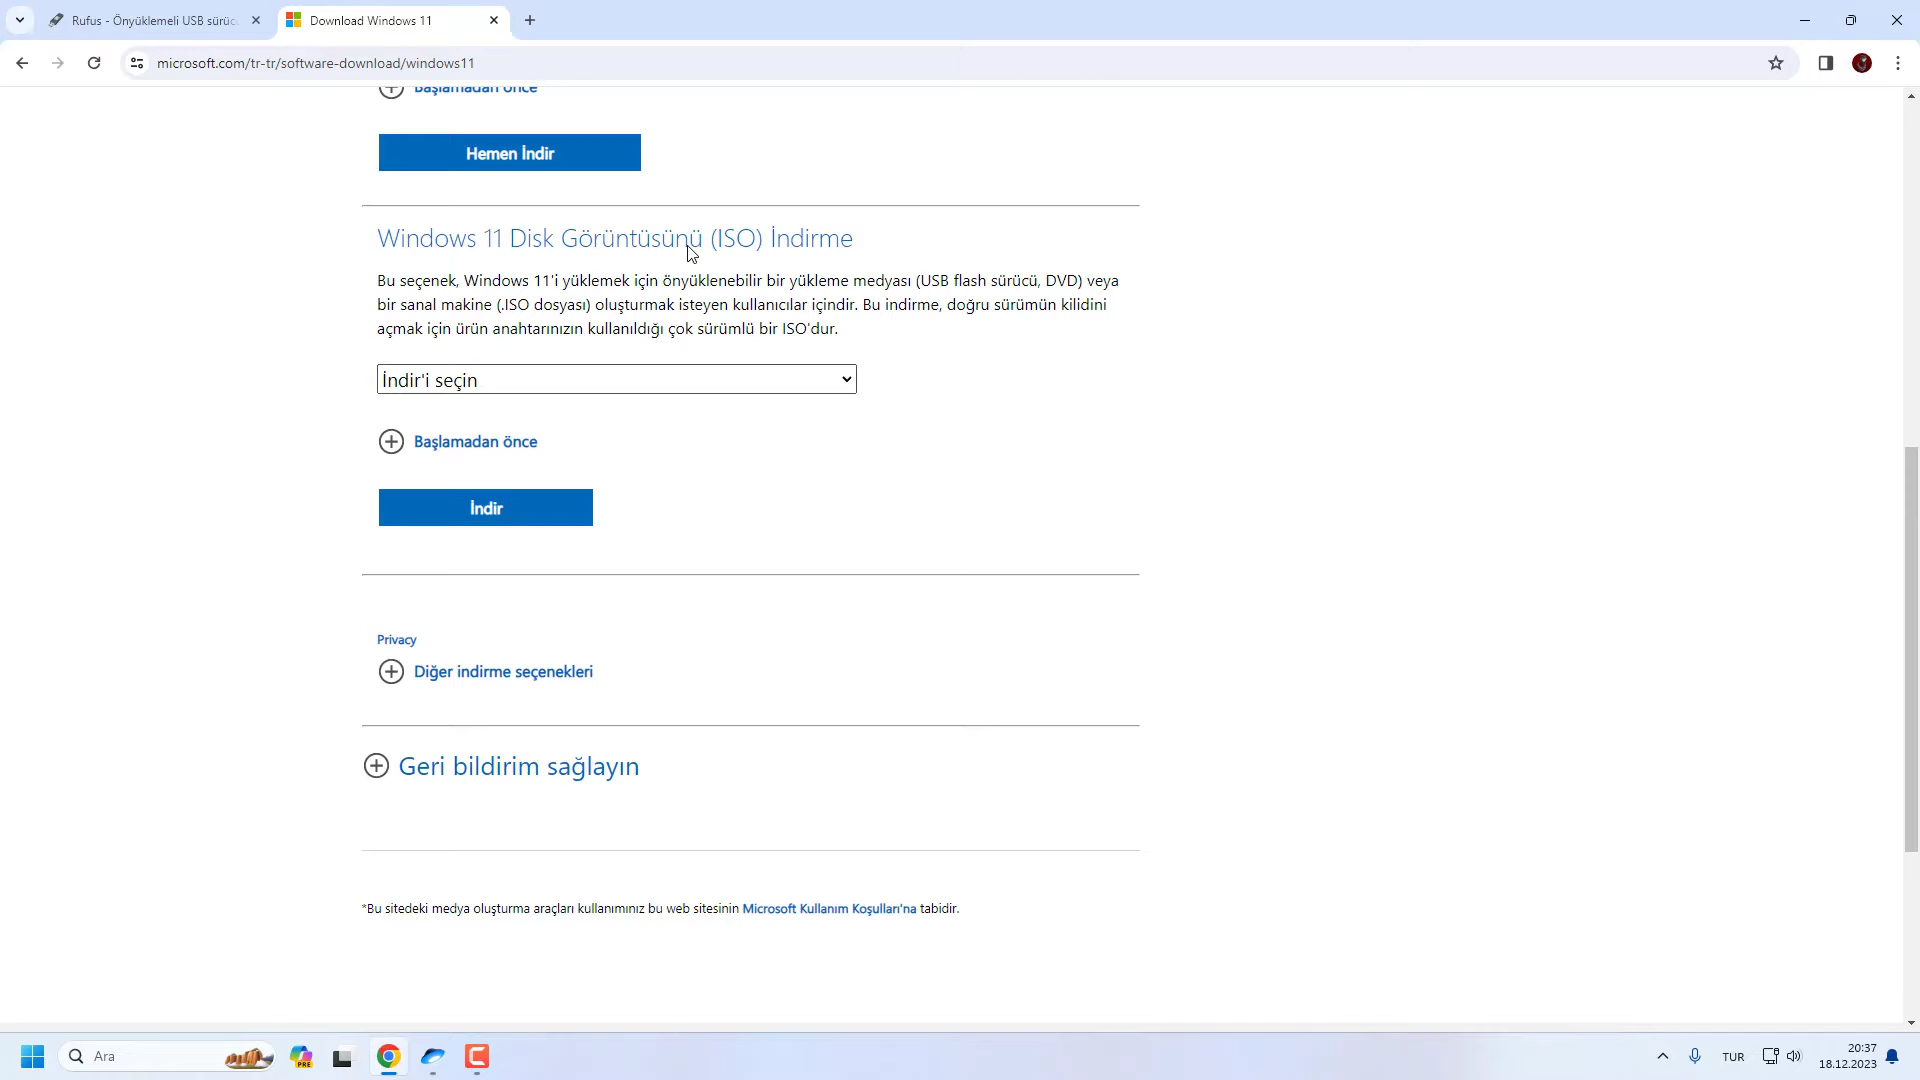 Rufus - Önyüklemeli USB sürüc
Download Windows 11
microsoft.com/tr-tr/software-download/windows11
Başlamadan önce
Hemen İndir
Windows 11 Disk Görüntüsünü (ISO) İndirme
Bu seçenek, Windows 11'i yüklemek için önyüklenebilir bir yükleme medyası (USB flash sürücü, DVD) veya
bir sanal makine (.ISO dosyası) oluşturmak isteyen kullanıcılar içindir. Bu indirme, doğru sürümün kilidini
açmak için ürün anahtarınızın kullanıldığı çok sürümlü bir ISO'dur.
İndir'i seçin
Başlamadan önce
İndir
Privacy
Diğer indirme seçenekleri
Geri bildirim sağlayın
*Bu sitedeki medya oluşturma araçları kullanımınız bu web sitesinin Microsoft Kullanım Koşulları'na tabidir.
Ara
PRE
TUR
20:37
18.12.2023